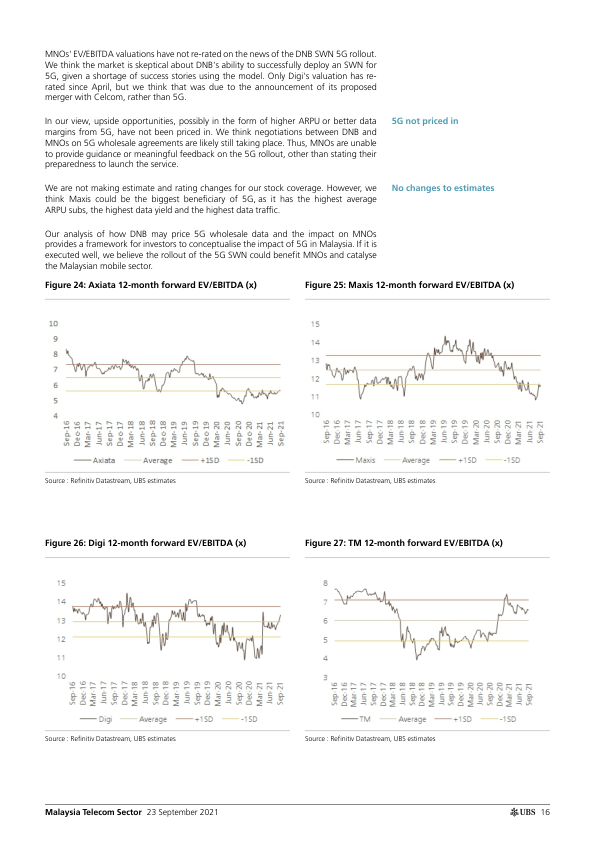 MNOs' EV/EBITDA valuations have not re-rated on the news of the DNB SWN 5G rollout.
We think the market is skeptical about DNB's ability to successfully deploy an SWN for
5G, given a shortage of success stories using the model. Only Digi's valuation has re-
rated since April, but we think that was due to the announcement of its proposed
merger with Celcom, rather than 5G.
In our view, upside opportunities, possibly in the form of higher ARPU or better data
margins from 5G, have not been priced in. We think negotiations between DNB and
MNOs on 5G wholesale agreements are likely still taking place. Thus, MNOs are unable
to provide guidance or meaningful feedback on the 5G rollout, other than stating their
preparedness to launch the service.
5G not priced in
We are not making estimate and rating changes for our stock coverage. However, we
think Maxis could be the biggest beneficiary of 5G, as it has the highest average
ARPU subs, the highest data yield and the highest data traffic.
No changes to estimates
Our analysis of how DNB may price 5G wholesale data and the impact on MNOs
provides a framework for investors to conceptualise the impact of 5G in Malaysia. If it is
executed well, we believe the rollout of the 5G SWN could benefit MNOs and catalyse
the Malaysian mobile sector.
Figure 24: Axiata 12-month forward EV/EBITDA (x)
10
9
8
7
6
5
4
Sep-16 Dec-16 Mar-17 Jun-17 Sep-17 Dec-17 Mar-18 Jun-18 Sep-18 Dec-18 Mar-19 Jun-19 Sep-19 Dec-19 Mar-20 Jun-20 Sep-20 Dec-20 Mar-21 Jun-21 Sep-21
Axiata Average +1SD -1SD
Source : Refinitiv Datastream, UBS estimates
Figure 25: Maxis 12-month forward EV/EBITDA (x)
15
14
13
12
11
10
Sep-16 Dec-16 Mar-17 Jun-17 Sep-17 Dec-17 Mar-18 Jun-18 Sep-18 Dec-18 Mar-19 Jun-19 Sep-19 Dec-19 Mar-20 Jun-20 Sep-20 Dec-20 Mar-21 Jun-21 Sep-21
Maxis Average +1SD -1SD
Source : Refinitiv Datastream, UBS estimates
Figure 26: Digi 12-month forward EV/EBITDA (x)
15
14
13
12
11
10
Sep-16 Dec-16 Mar-17 Jun-17 Sep-17 Dec-17 Mar-18 Jun-18 Sep-18 Dec-18 Mar-19 Jun-19 Sep-19 Dec-19 Mar-20 Jun-20 Sep-20 Dec-20 Mar-21 Jun-21 Sep-21
Digi Average +1SD -1SD
Source : Refinitiv Datastream, UBS estimates
Figure 27: TM 12-month forward EV/EBITDA (x)
8
7
6
5
4
3
Sep-16 Dec-16 Mar-17 Jun-17 Sep-17 Dec-17 Mar-18 Jun-18 Sep-18 Dec-18 Mar-19 Jun-19 Sep-19 Dec-19 Mar-20 Jun-20 Sep-20 Dec-20 Mar-21 Jun-21 Sep-21
TM Average +1SD -1SD
Source : Refinitiv Datastream, UBS estimates
Malaysia Telecom Sector 23 September 2021
UBS 16